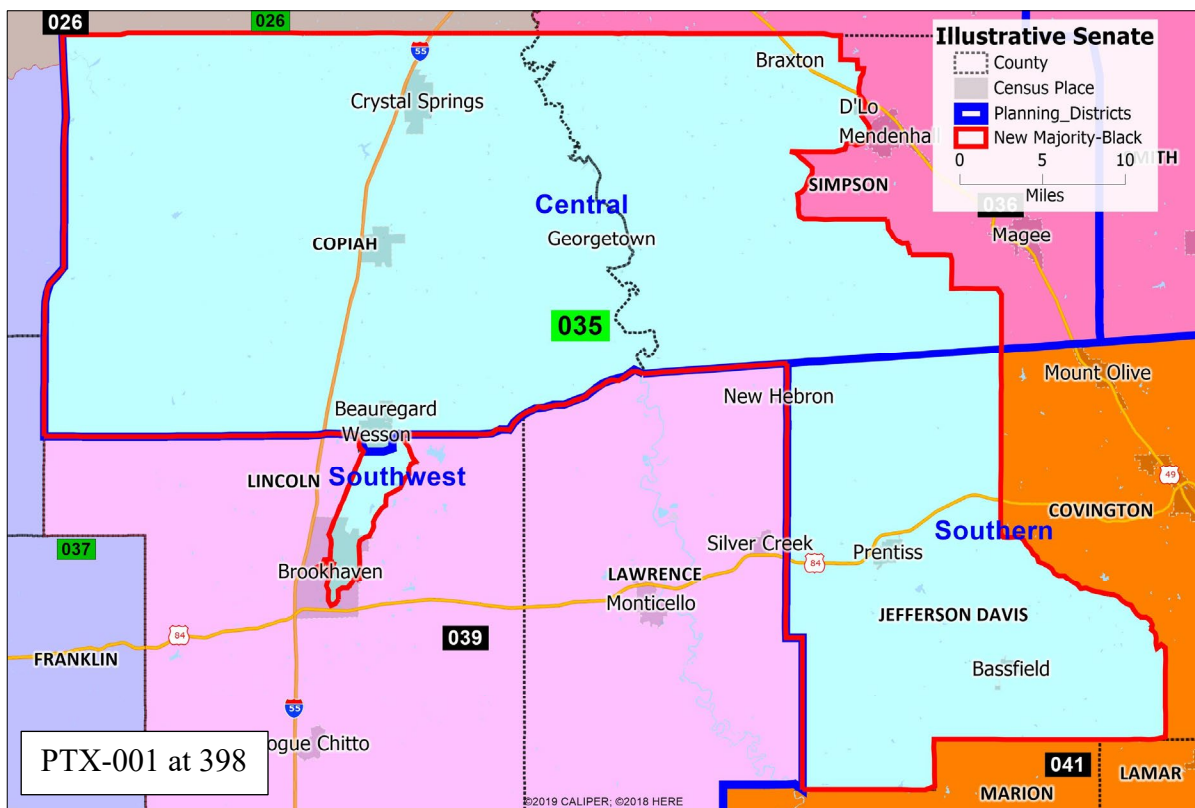 026
026
55
Braxton
Crystal Springs
D'Lo
Mendenhall
Illustrative Senate
County
Census Place
Planning_Districts
New Majority-Black
0 5 10
Miles
SIMPSON
036
Magee
Central
Georgetown
COPIAH
035
Mount Olive
New Hebron
Beauregard
Wesson
LINCOLN
Southwest
49
COVINGTON
Southern
037
Silver Creek
84
Prentiss
Brookhaven
LAWRENCE
Monticello
JEFFERSON DAVIS
84
039
FRANKLIN
Bassfield
55
ogue Chitto
PTX-001 at 398
041
LAMAR
MARION
©2019 CALIPER; ©2018 HERE